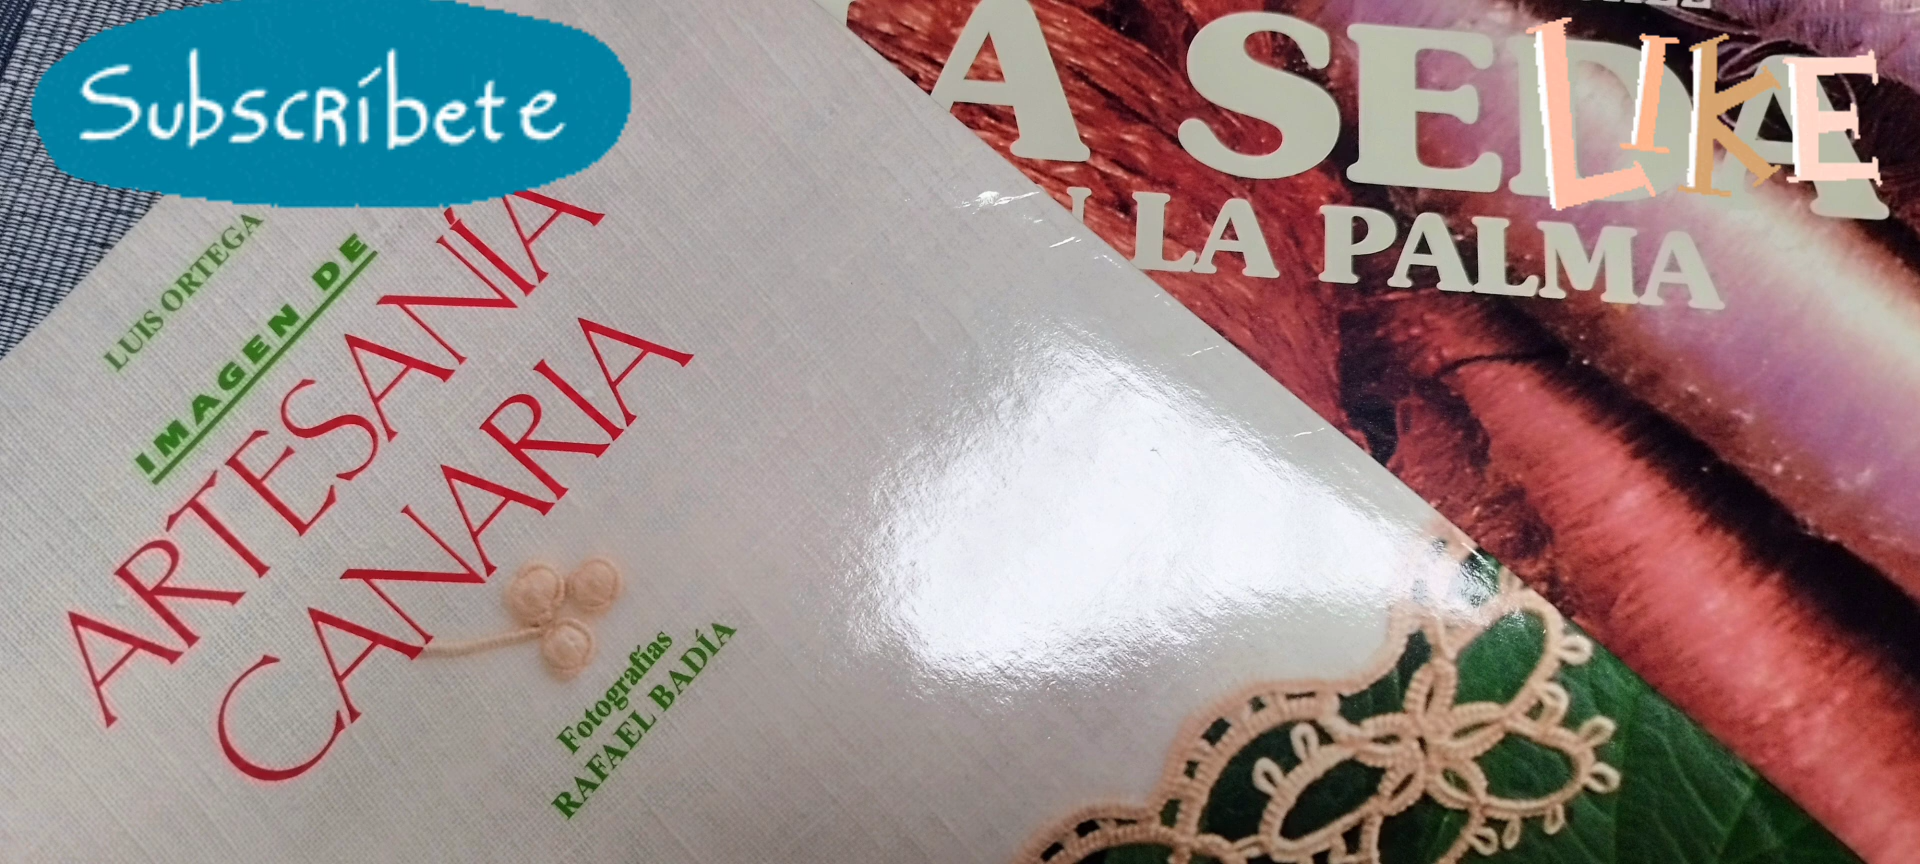 Subscríbete
LUIS ORTEGA
IMAGEN DE
ARTESANÍA
CANARIA
Fotografías
RAFAEL BADÍA
A SEDA
LA PALMA
LIKE